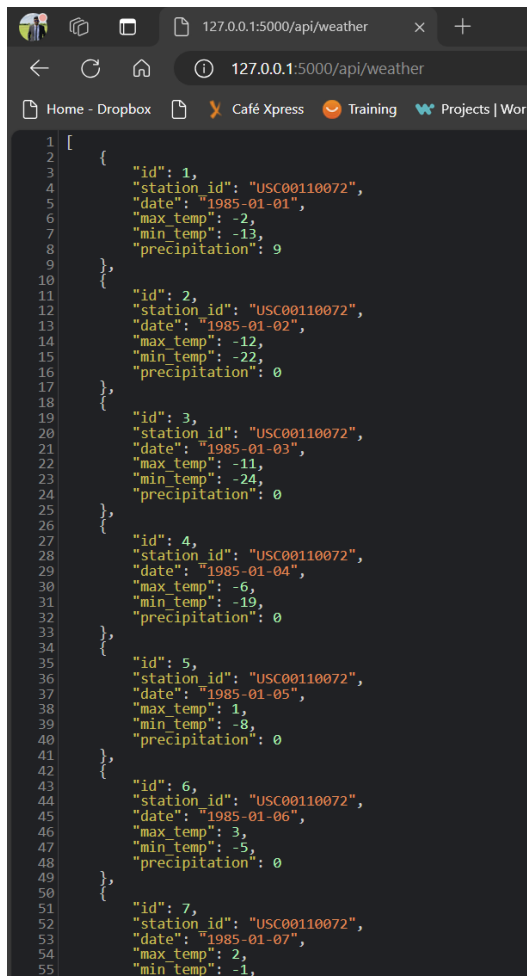 127.0.0.1:5000/api/weather
127.0.0.1:5000/api/weather
Home - Dropbox Café Xpress Training Projects | Wor
1 [
2 {
3 "id": 1,
4 "station_id": "USC00110072",
5 "date": "1985-01-01",
6 "max_temp": -2,
7 "min_temp": -13,
8 "precipitation": 9
9 },
10 {
11 "id": 2,
12 "station_id": "USC00110072",
13 "date": "1985-01-02",
14 "max_temp": -12,
15 "min_temp": -22,
16 "precipitation": 0
17 },
18 {
19 "id": 3,
20 "station_id": "USC00110072",
21 "date": "1985-01-03",
22 "max_temp": -11,
23 "min_temp": -24,
24 "precipitation": 0
25 },
26 {
27 "id": 4,
28 "station_id": "USC00110072",
29 "date": "1985-01-04",
30 "max_temp": -6,
31 "min_temp": -19,
32 "precipitation": 0
33 },
34 {
35 "id": 5,
36 "station_id": "USC00110072",
37 "date": "1985-01-05",
38 "max_temp": 1,
39 "min_temp": -8,
40 "precipitation": 0
41 },
42 {
43 "id": 6,
44 "station_id": "USC00110072",
45 "date": "1985-01-06",
46 "max_temp": 3,
47 "min_temp": -5,
48 "precipitation": 0
49 },
50 {
51 "id": 7,
52 "station_id": "USC00110072",
53 "date": "1985-01-07",
54 "max_temp": 2,
55 "min_temp": -1,